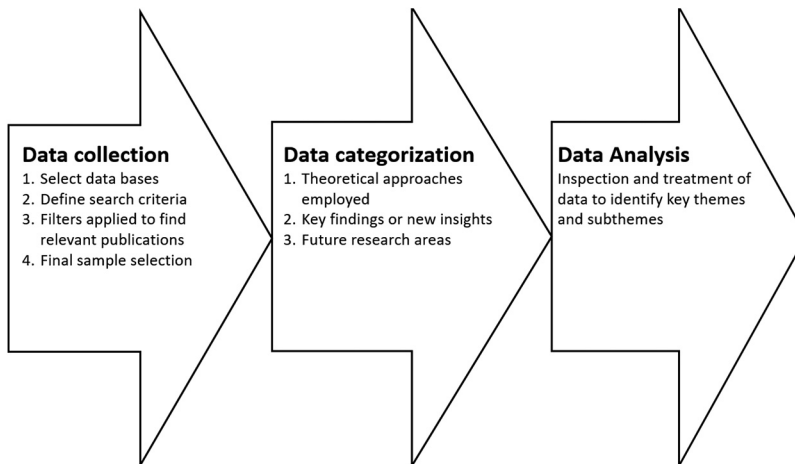 Data collection
1. Select data bases
2. Define search criteria
3. Filters applied to find
relevant publications
4. Final sample selection
Data categorization
1. Theoretical approaches
employed
2. Key findings or new insights
3. Future research areas
Data Analysis
Inspection and treatment of
data to identify key themes
and subthemes